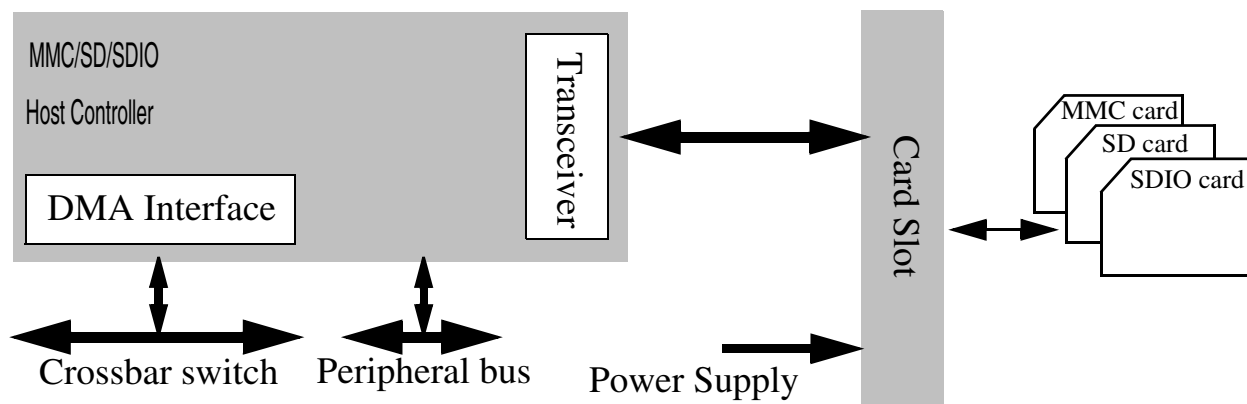 MMC/SD/SDIO
Host Controller
DMA Interface
Transceiver
Card Slot
MMC card
SD card
SDIO card
Crossbar switch
Peripheral bus
Power Supply